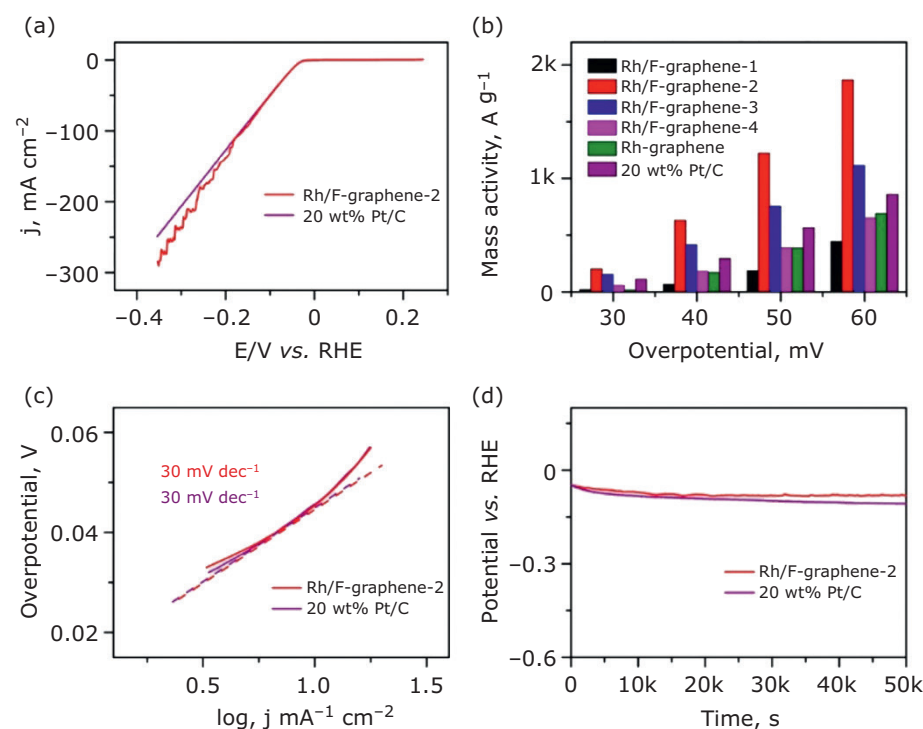 (a)
0
−100
−200
−300
j, mA cm⁻²
Rh/F-graphene-2
20 wt% Pt/C
−0.4 −0.2 0 0.2
E/V vs. RHE
(b)
2k
1k
0
Mass activity, A g⁻¹
Rh/F-graphene-1
Rh/F-graphene-2
Rh/F-graphene-3
Rh/F-graphene-4
Rh-graphene
20 wt% Pt/C
30 40 50 60
Overpotential, mV
(c)
0.06
0.04
0.02
Overpotential, V
30 mV dec⁻¹
30 mV dec⁻¹
Rh/F-graphene-2
20 wt% Pt/C
0.5 1.0 1.5
log, j mA⁻¹ cm⁻²
(d)
0
−0.3
−0.6
Potential vs. RHE
Rh/F-graphene-2
20 wt% Pt/C
0 10k 20k 30k 40k 50k
Time, s